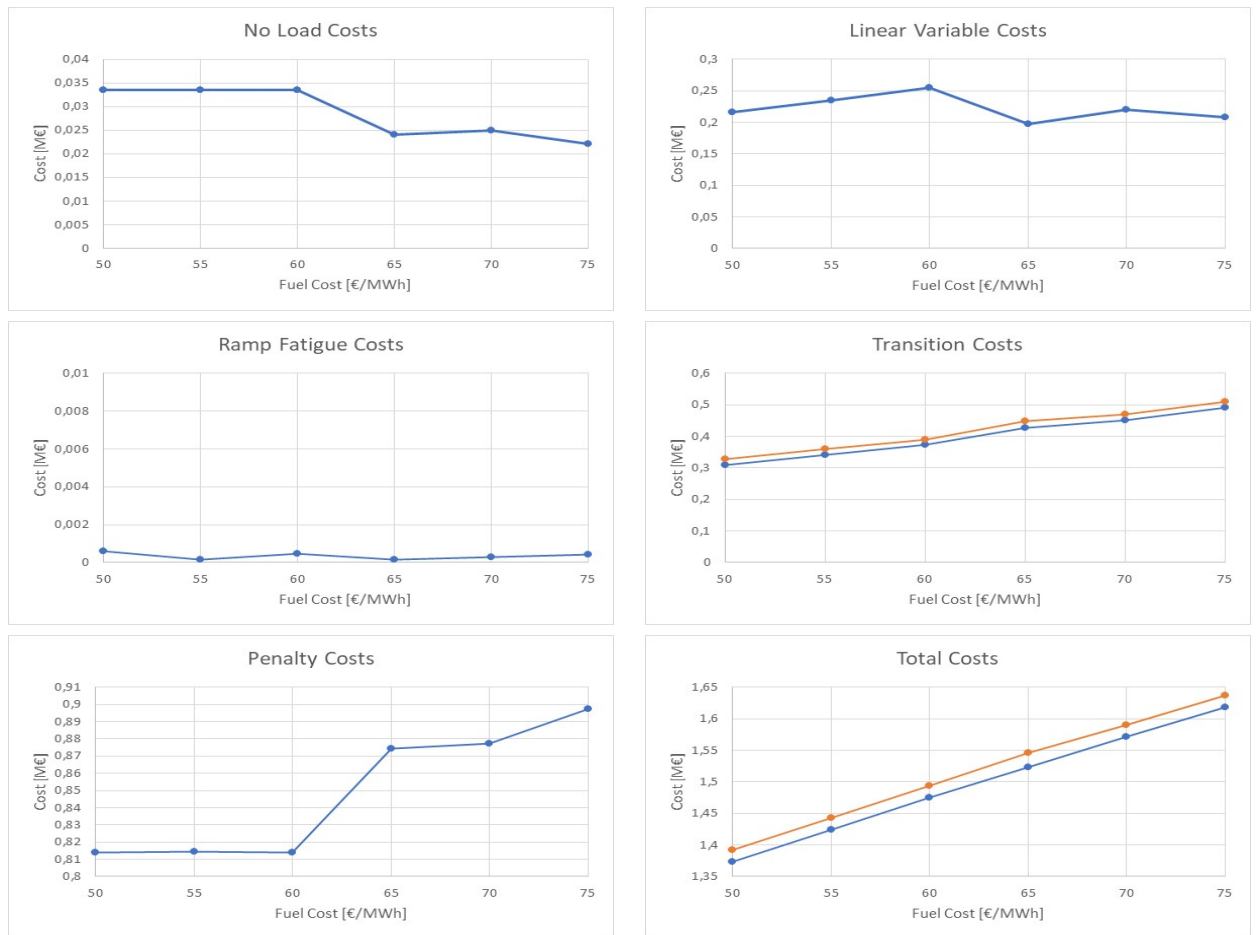 No Load Costs
0,04
0,035
0,03
0,025
0,02
0,015
0,01
0,005
0
Cost [M€]
50 55 60 65 70 75
Fuel Cost [€/MWh]
Linear Variable Costs
0,3
0,25
0,2
0,15
0,1
0,05
0
Cost [M€]
50 55 60 65 70 75
Fuel Cost [€/MWh]
Ramp Fatigue Costs
0,01
0,008
0,006
0,004
0,002
0
Cost [M€]
50 55 60 65 70 75
Fuel Cost [€/MWh]
Transition Costs
0,6
0,5
0,4
0,3
0,2
0,1
0
Cost [M€]
50 55 60 65 70 75
Fuel Cost [€/MWh]
Penalty Costs
0,91
0,9
0,89
0,88
0,87
0,86
0,85
0,84
0,83
0,82
0,81
0,8
Cost [M€]
50 55 60 65 70 75
Fuel Cost [€/MWh]
Total Costs
1,65
1,6
1,55
1,5
1,45
1,4
1,35
Cost [M€]
50 55 60 65 70 75
Fuel Cost [€/MWh]